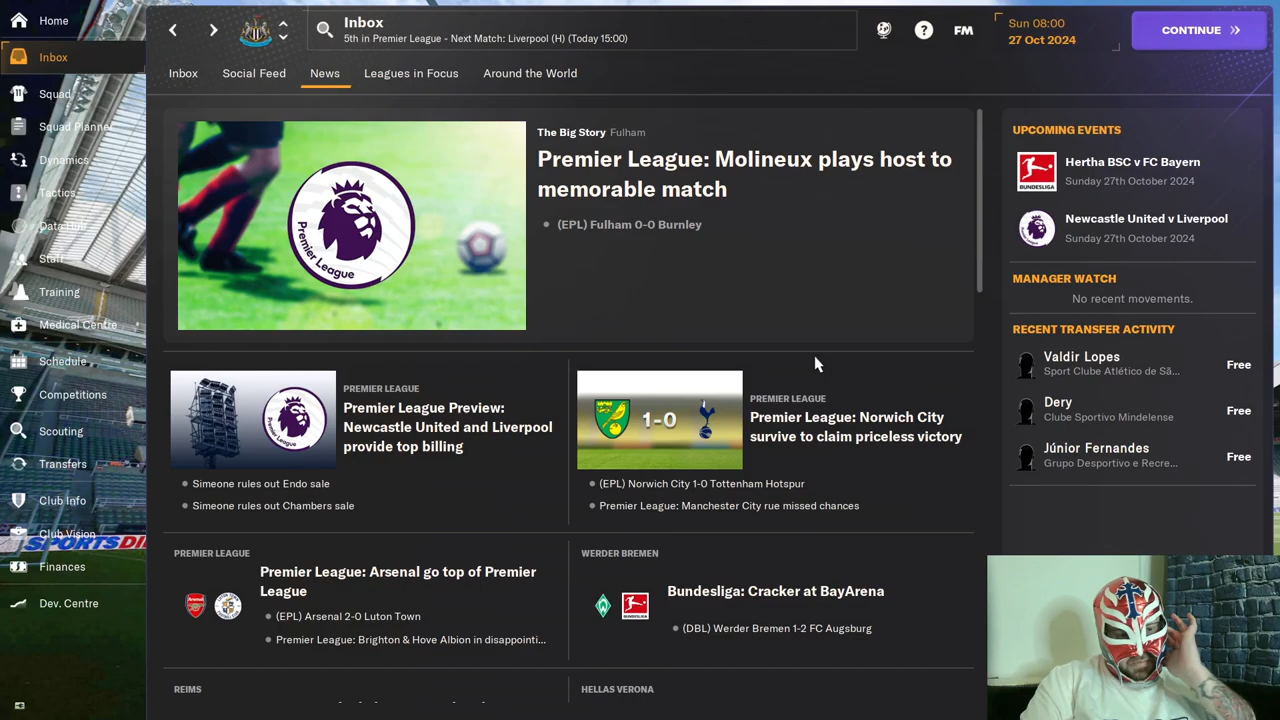 Home
Inbox
Squad
Squad Planner
Dynamics
Tactics
Data Hub
Staff
Training
Medical Centre
Schedule
Competitions
Scouting
Transfers
Club Info
Club Vision
Finances
Dev. Centre
SPORTSDI
Inbox
5th in Premier League - Next Match: Liverpool (H) (Today 15:00)
?
FM
Sun 08:00
27 Oct 2024
CONTINUE
Inbox
Social Feed
News
Leagues in Focus
Around the World
Premier League
The Big Story Fulham
Premier League: Molineux plays host to
memorable match
(EPL) Fulham 0-0 Burnley
PREMIER LEAGUE
Premier League Preview:
Newcastle United and Liverpool
provide top billing
Simeone rules out Endo sale
Simeone rules out Chambers sale
1-0
PREMIER LEAGUE
Premier League: Norwich City
survive to claim priceless victory
(EPL) Norwich City 1-0 Tottenham Hotspur
Premier League: Manchester City rue missed chances
PREMIER LEAGUE
Premier League: Arsenal go top of Premier
League
(EPL) Arsenal 2-0 Luton Town
Premier League: Brighton & Hove Albion in disappointi...
WERDER BREMEN
Bundesliga: Cracker at BayArena
(DBL) Werder Bremen 1-2 FC Augsburg
REIMS
HELLAS VERONA
UPCOMING EVENTS
BUNDESLIGA
Hertha BSC v FC Bayern
Sunday 27th October 2024
Newcastle United v Liverpool
Sunday 27th October 2024
MANAGER WATCH
No recent movements.
RECENT TRANSFER ACTIVITY
Valdir Lopes
Sport Clube Atlético de Sã...
Free
Dery
Clube Sportivo Mindelense
Free
Júnior Fernandes
Grupo Desportivo e Recre...
Free